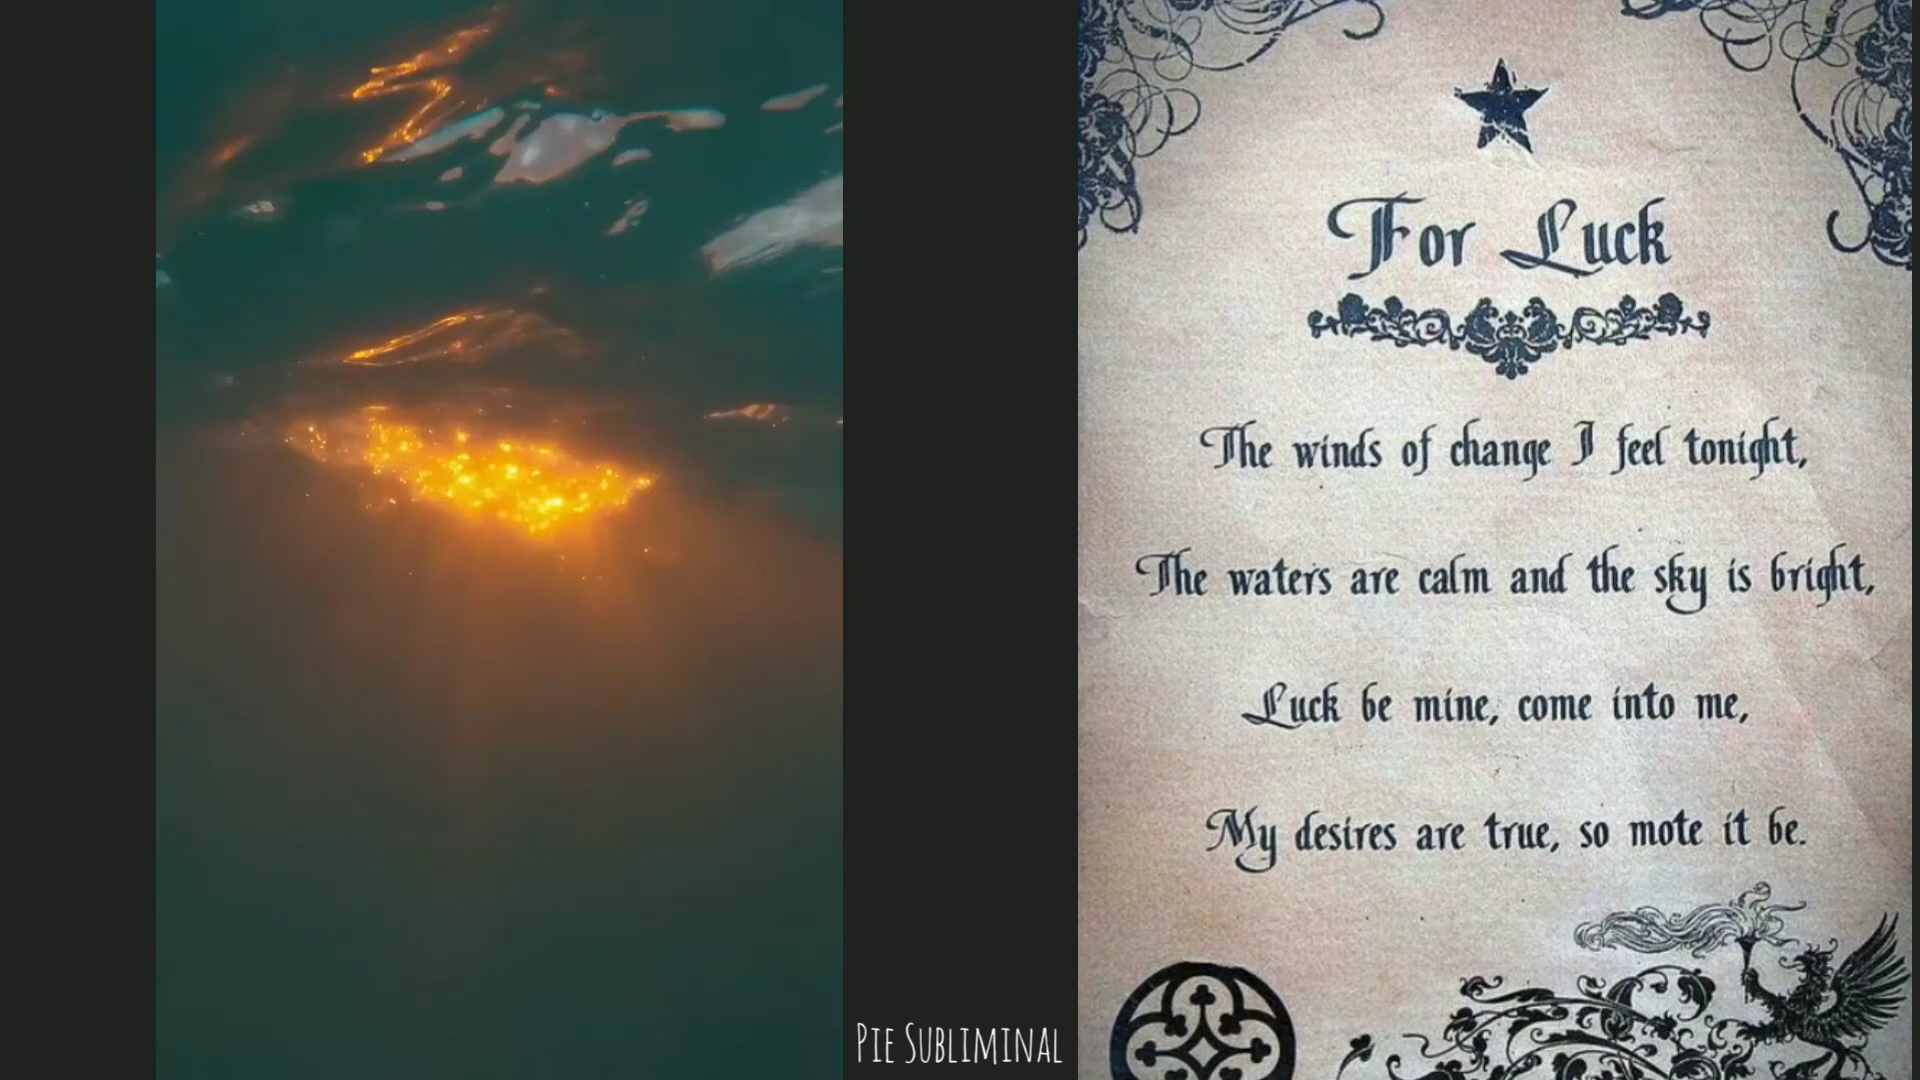 For Luck
The winds of change I feel tonight,
The waters are calm and the sky is bright,
Luck be mine, come into me,
My desires are true, so mote it be.
Pie Subliminal